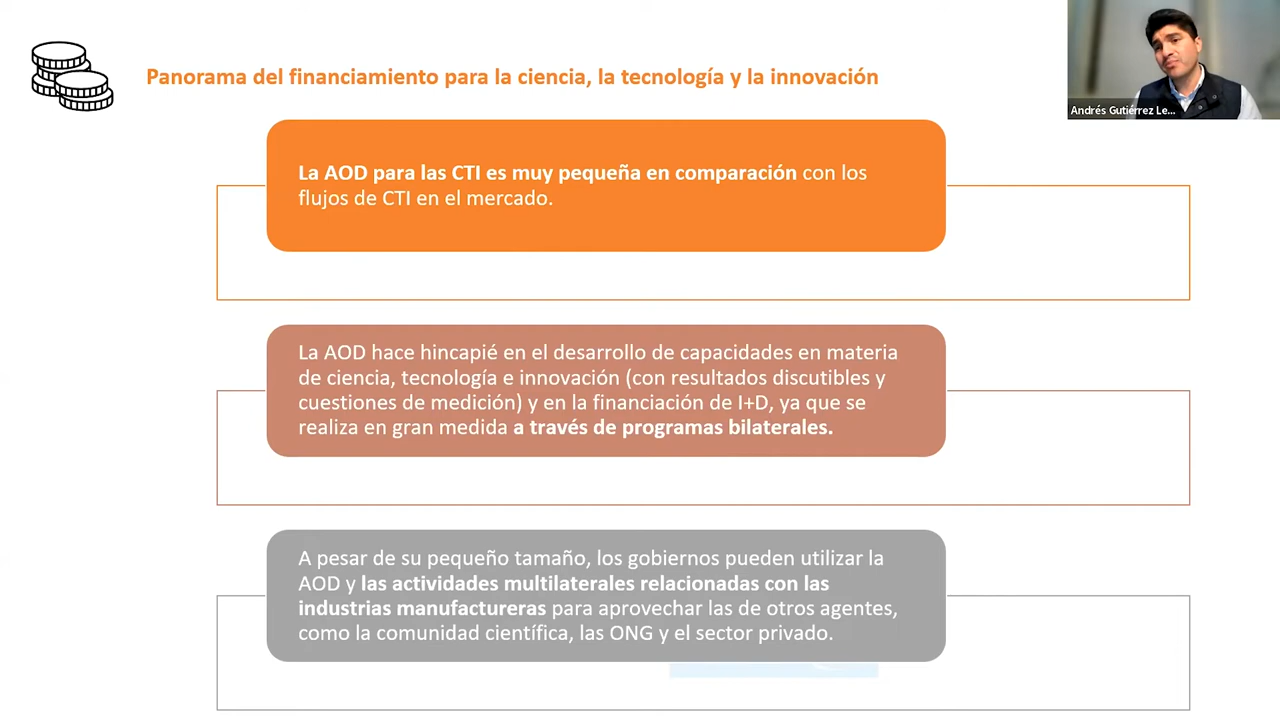 Panorama del financiamiento para la ciencia, la tecnología y la innovación
Andrés Gutiérrez Le...
La AOD para las CTI es muy pequeña en comparación con los
flujos de CTI en el mercado.
La AOD hace hincapié en el desarrollo de capacidades en materia
de ciencia, tecnología e innovación (con resultados discutibles y
cuestiones de medición) y en la financiación de I+D, ya que se
realiza en gran medida a través de programas bilaterales.
A pesar de su pequeño tamaño, los gobiernos pueden utilizar la
AOD y las actividades multilaterales relacionadas con las
industrias manufactureras para aprovechar las de otros agentes,
como la comunidad científica, las ONG y el sector privado.